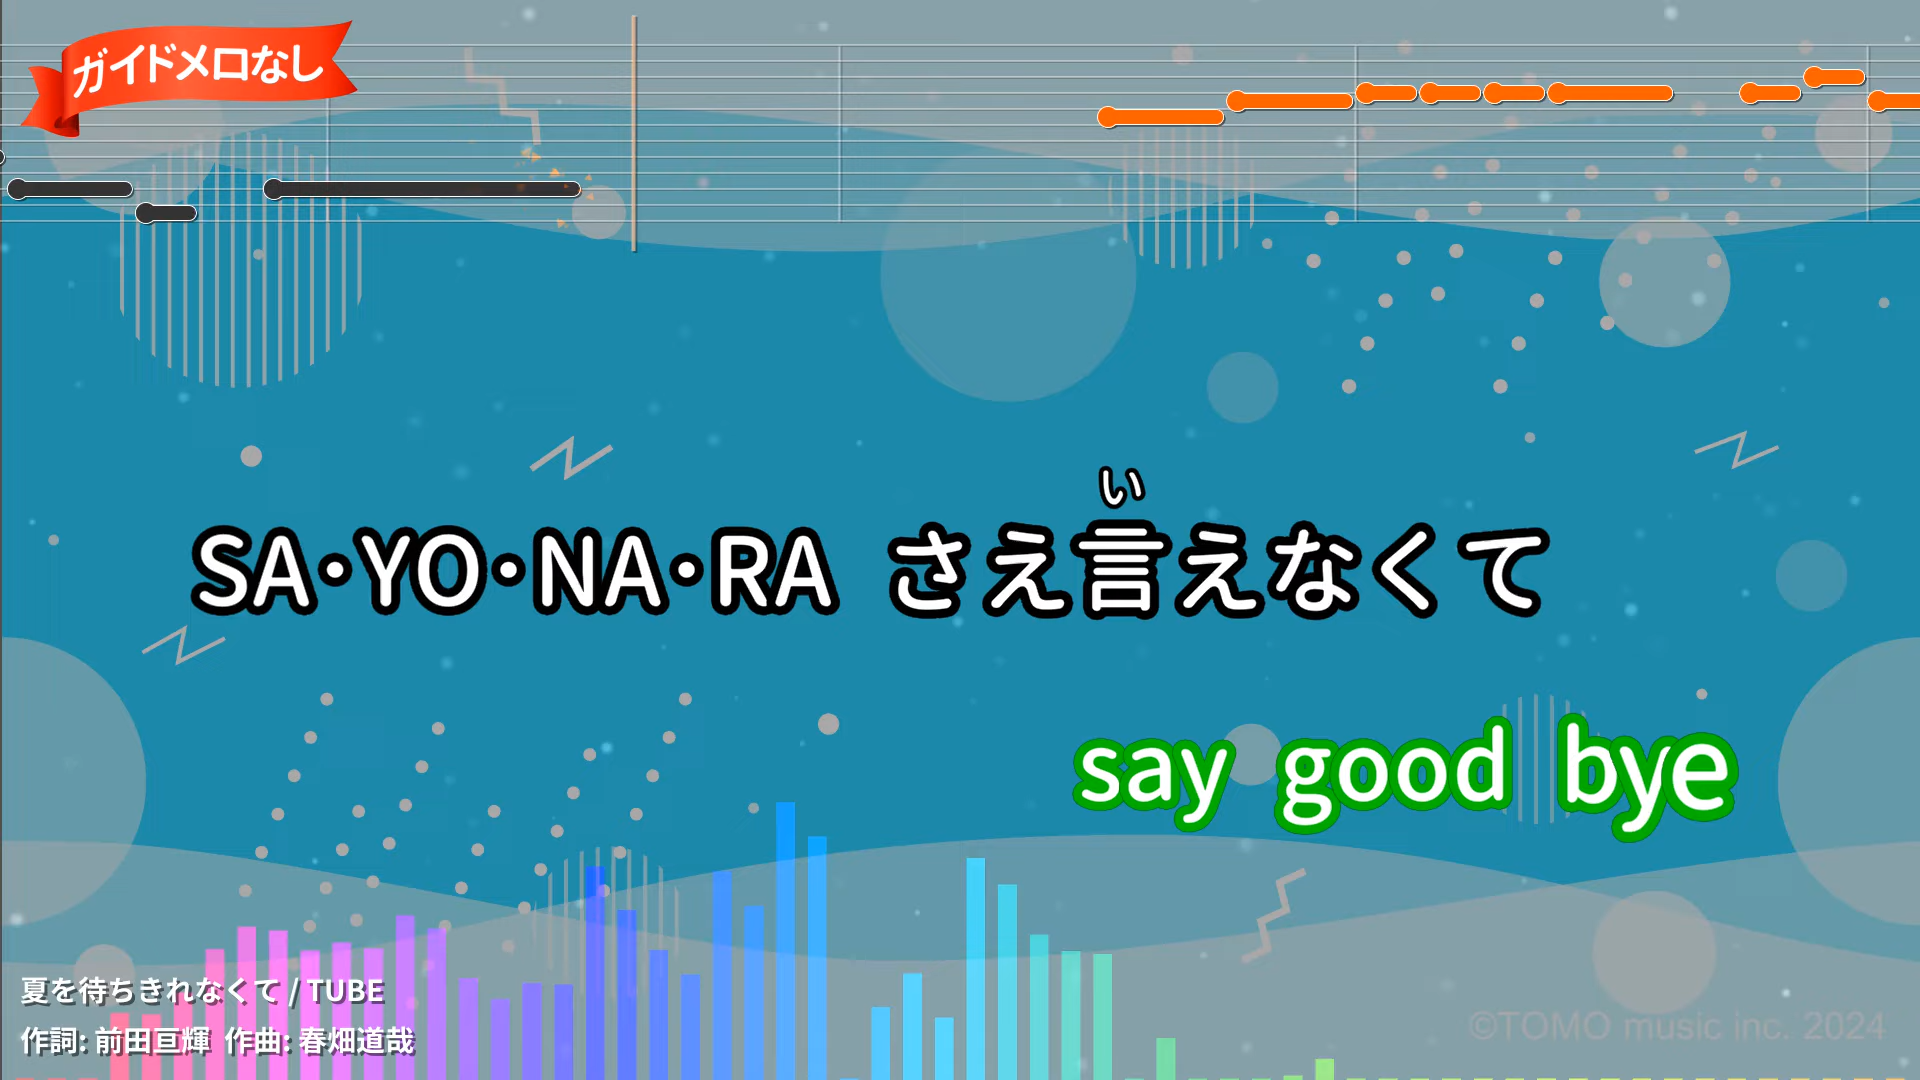 ガイドメロなし
い
SA・YO・NA・RA さえ言えなくて
say good bye
夏を待ちきれなくて / TUBE
作詞: 前田亘輝 作曲: 春畑道哉
©TOMO music inc. 2024